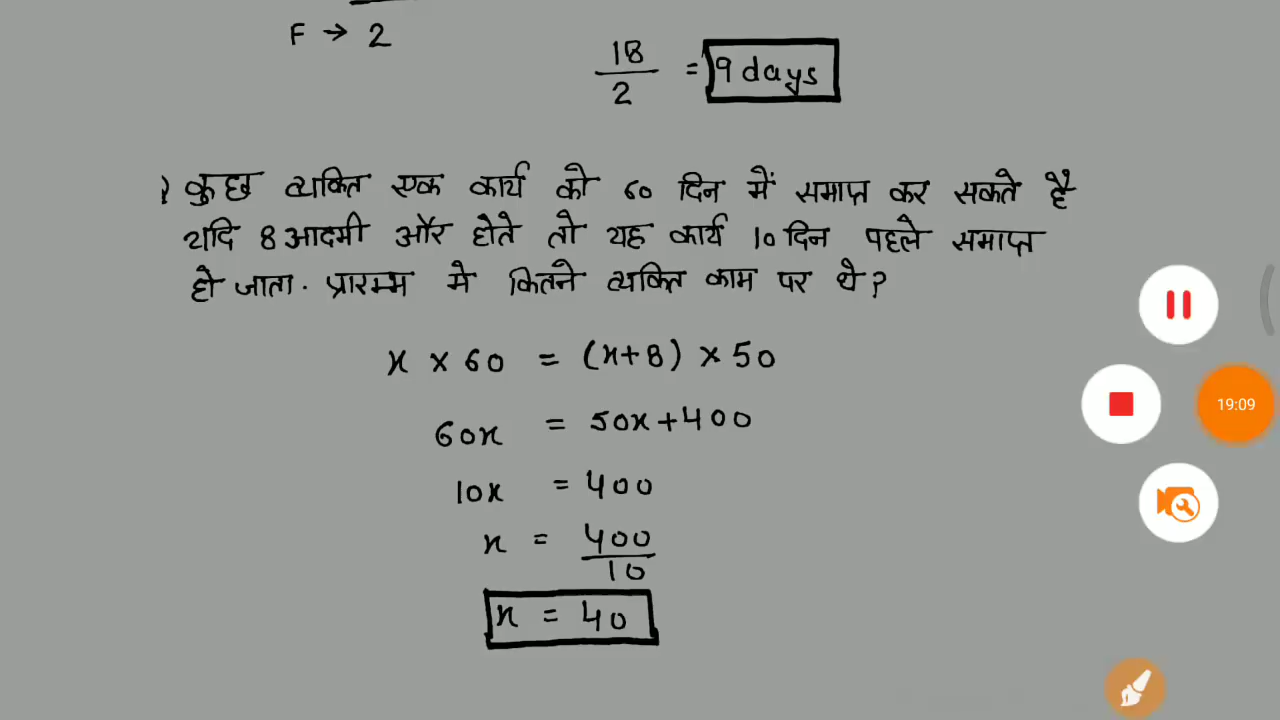 F → 2
18
2
= 9 days
? कुछ व्यक्ति एक कार्य को 60 दिन में समाप्त कर सकते है
यदि 8 आदमी और होते तो यह कार्य 10 दिन पहले समाप्त
हो जाता. प्रारम्भ मे कितने व्यक्ति काम पर थे?
x × 60 = (x+8) × 50
60x = 50x+400
10x = 400
x = 400
10
x = 40
19:09